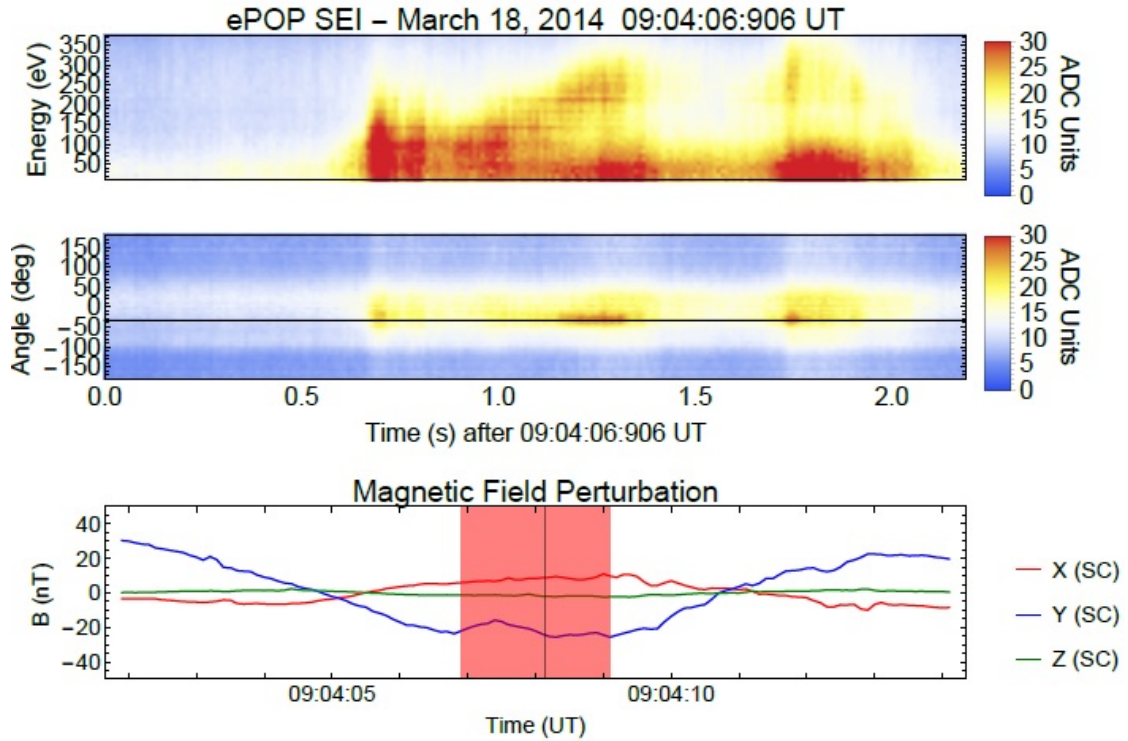 ePOP SEI – March 18, 2014 09:04:06:906 UT
Energy (eV)
350
300
250
200
150
100
50
30
25
20
15
10
5
0
ADC Units
Angle (deg)
150
100
50
0
−50
−100
−150
30
25
20
15
10
5
0
ADC Units
0.0 0.5 1.0 1.5 2.0
Time (s) after 09:04:06:906 UT
Magnetic Field Perturbation
B (nT)
40
20
0
−20
−40
X (SC)
Y (SC)
Z (SC)
09:04:05 09:04:10
Time (UT)